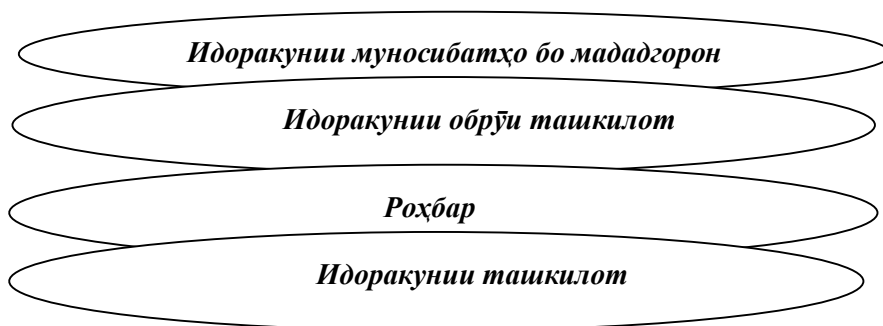 Идоракунии муносибатҳо бо мададгорон
Идоракунии обрӯи ташкилот
Роҳбар
Идоракунии ташкилот